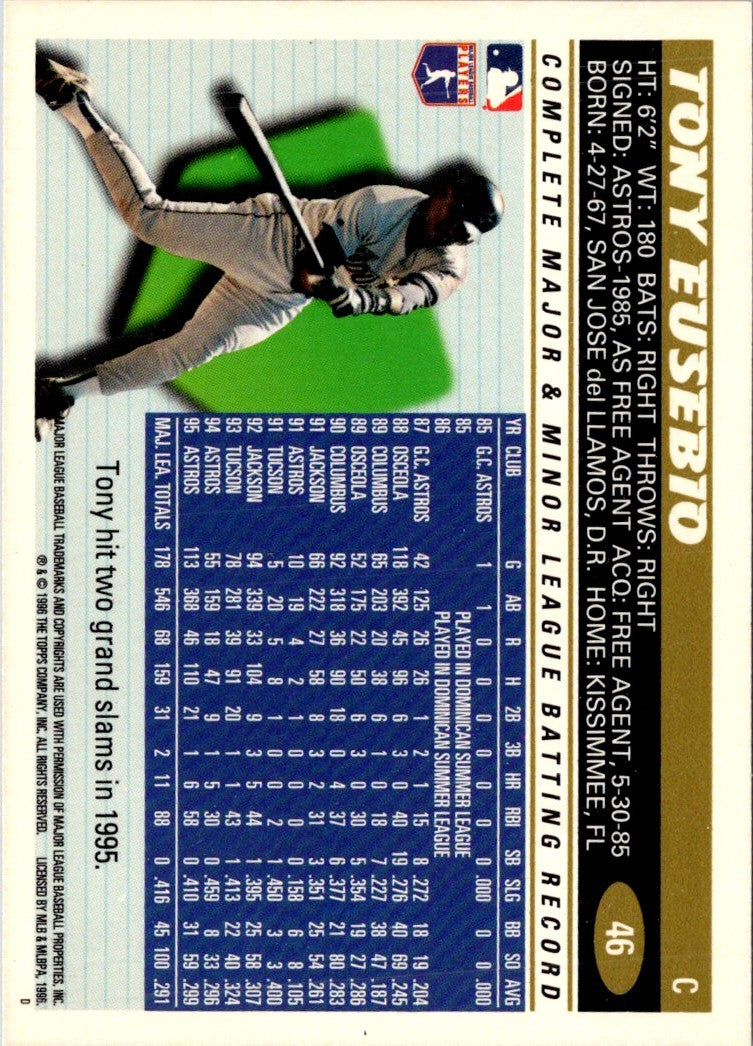 TONY EUSEBIO C
HT: 6'2" WT: 180 BATS: RIGHT THROWS: RIGHT
SIGNED: ASTROS-1985, AS FREE AGENT ACQ: FREE AGENT, 5-30-85
BORN: 4-27-67, SAN JOSE del LLAMOS, D.R. HOME: KISSIMMEE, FL
46
COMPLETE MAJOR & MINOR LEAGUE BATTING RECORD
MAJOR LEAGUE BASEBALL
PLAYERS
YR CLUB G AB R H 2B 3B HR RBI SB SLG BB SO AVG
85 G.C. ASTROS 1 1 0 0 0 0 0 0 0 .000 0 0 .000
85 PLAYED IN DOMINICAN SUMMER LEAGUE
86 PLAYED IN DOMINICAN SUMMER LEAGUE
87 G.C. ASTROS 42 125 26 26 1 2 1 15 8 .272 18 19 .204
88 OSCEOLA 118 392 45 96 6 3 0 40 19 .276 40 69 .245
89 COLUMBUS 65 203 20 38 6 1 0 18 7 .227 38 47 .187
89 OSCEOLA 52 175 22 50 6 3 0 30 5 .354 19 27 .286
90 COLUMBUS 92 318 36 90 18 0 4 37 6 .377 21 80 .283
91 JACKSON 66 222 27 58 8 3 2 31 3 .351 25 54 .261
91 ASTROS 10 19 4 2 1 0 0 0 0 .158 6 8 .105
91 TUCSON 5 20 5 8 1 0 0 2 1 .450 3 3 .400
92 JACKSON 94 339 33 104 9 3 5 44 1 .395 25 58 .307
93 TUCSON 78 281 39 91 20 1 1 43 1 .413 22 40 .324
94 ASTROS 55 159 18 47 9 1 5 30 0 .459 8 33 .296
95 ASTROS 113 368 46 110 21 1 6 58 0 .410 31 59 .299
MAJ. LEA. TOTALS 178 546 68 159 31 2 11 88 0 .416 45 100 .291
Tony hit two grand slams in 1995.
MAJOR LEAGUE BASEBALL TRADEMARKS AND COPYRIGHTS ARE USED WITH PERMISSION OF MAJOR LEAGUE BASEBALL PROPERTIES, INC.
® & © 1996 THE TOPPS COMPANY, INC. ALL RIGHTS RESERVED. LICENSED BY MLB & MLBPA, 1996.
D